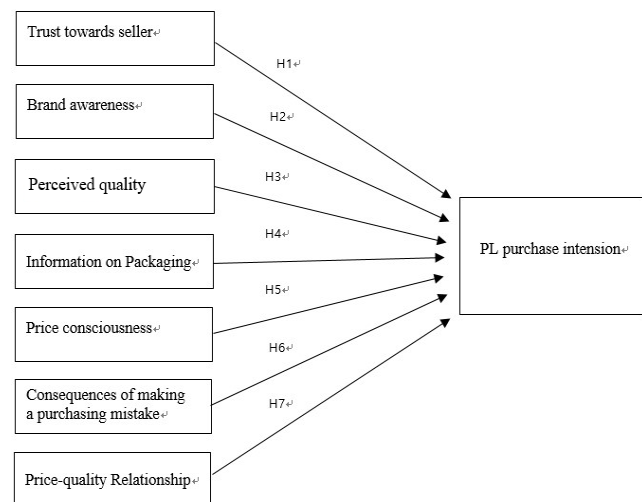 Trust towards seller
H1
Brand awareness
H2
Perceived quality
H3
Information on Packaging
H4
PL purchase intension
H5
Price consciousness
H6
Consequences of making
a purchasing mistake
H7
Price-quality Relationship